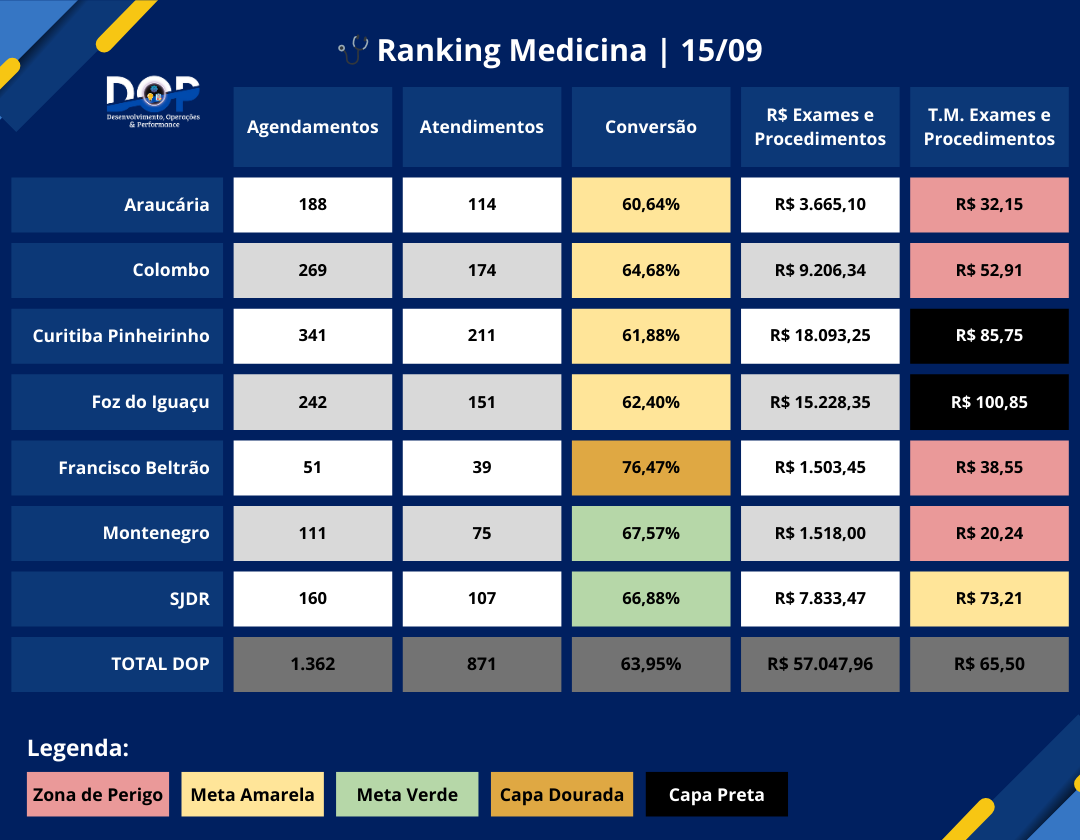 Ranking Medicina | 15/09
DOP
Desenvolvimento, Operações
& Performance
Agendamentos Atendimentos Conversão R$ Exames e Procedimentos T.M. Exames e Procedimentos
Araucária 188 114 60,64% R$ 3.665,10 R$ 32,15
Colombo 269 174 64,68% R$ 9.206,34 R$ 52,91
Curitiba Pinheirinho 341 211 61,88% R$ 18.093,25 R$ 85,75
Foz do Iguaçu 242 151 62,40% R$ 15.228,35 R$ 100,85
Francisco Beltrão 51 39 76,47% R$ 1.503,45 R$ 38,55
Montenegro 111 75 67,57% R$ 1.518,00 R$ 20,24
SJDR 160 107 66,88% R$ 7.833,47 R$ 73,21
TOTAL DOP 1.362 871 63,95% R$ 57.047,96 R$ 65,50
Legenda:
Zona de Perigo Meta Amarela Meta Verde Capa Dourada Capa Preta